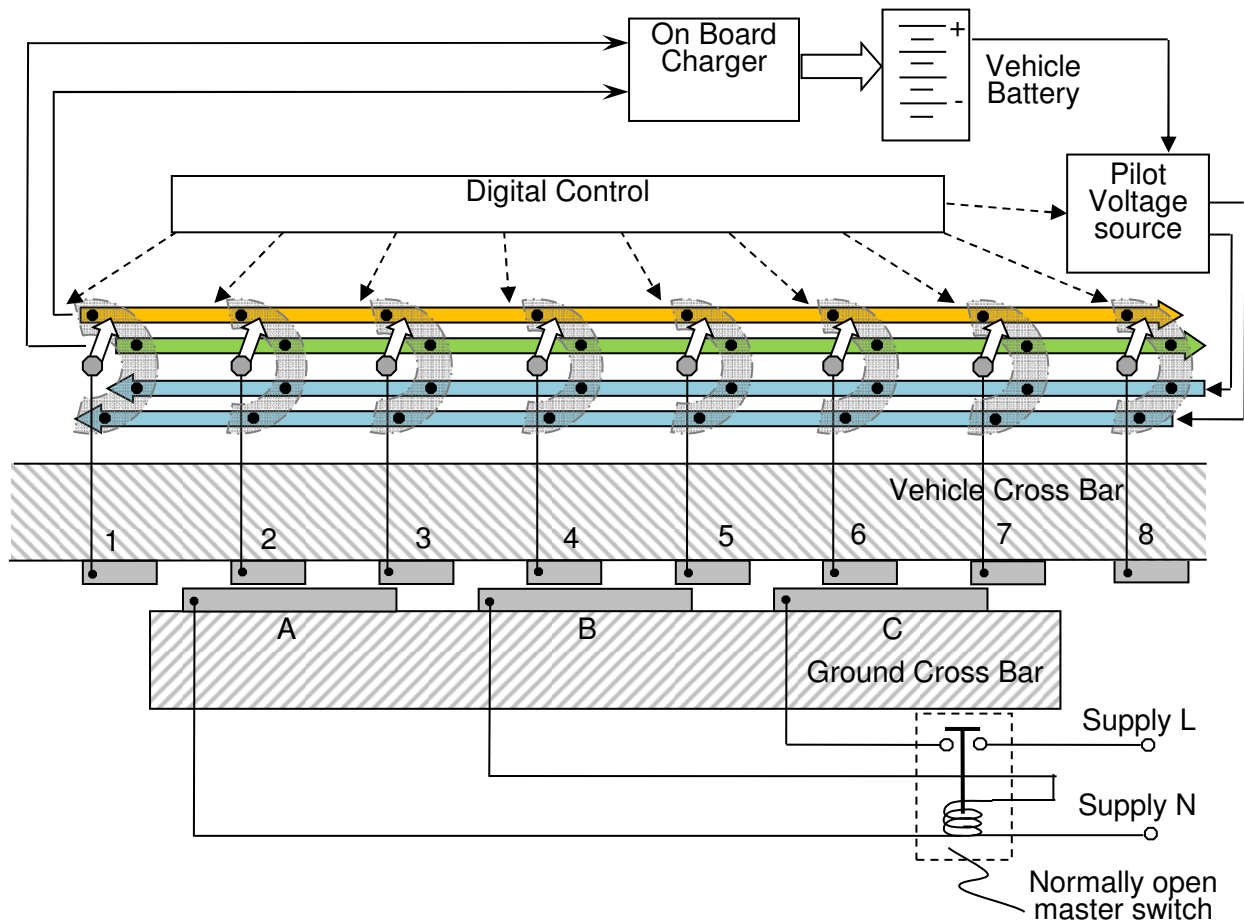 On Board
Charger
+
-
Vehicle
Battery
Digital Control
Pilot
Voltage
source
Vehicle Cross Bar
1 2 3 4 5 6 7 8
A B C
Ground Cross Bar
Supply L
Supply N
Normally open
master switch